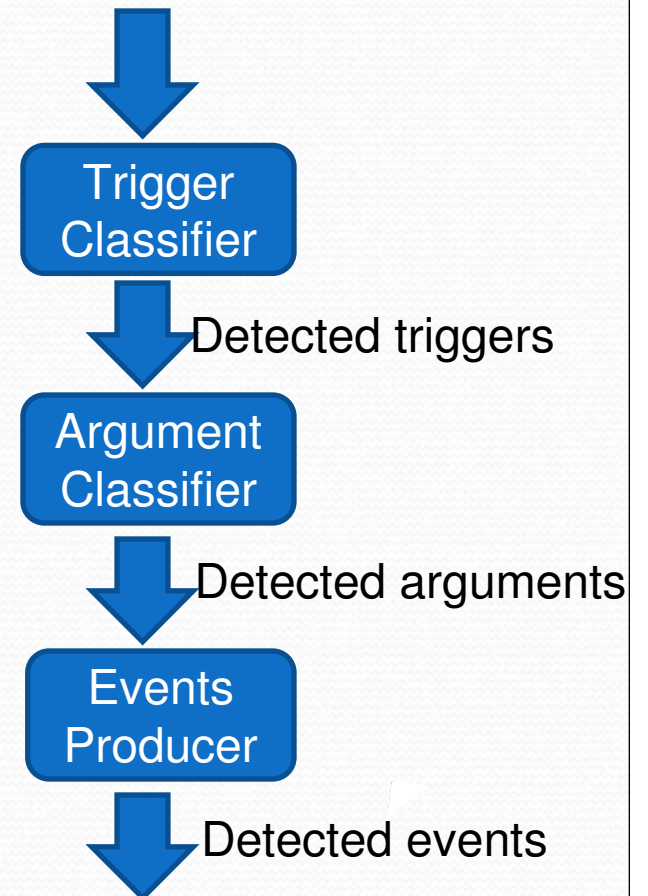 Trigger
Classifier
Detected triggers
Argument
Classifier
Detected arguments
Events
Producer
Detected events